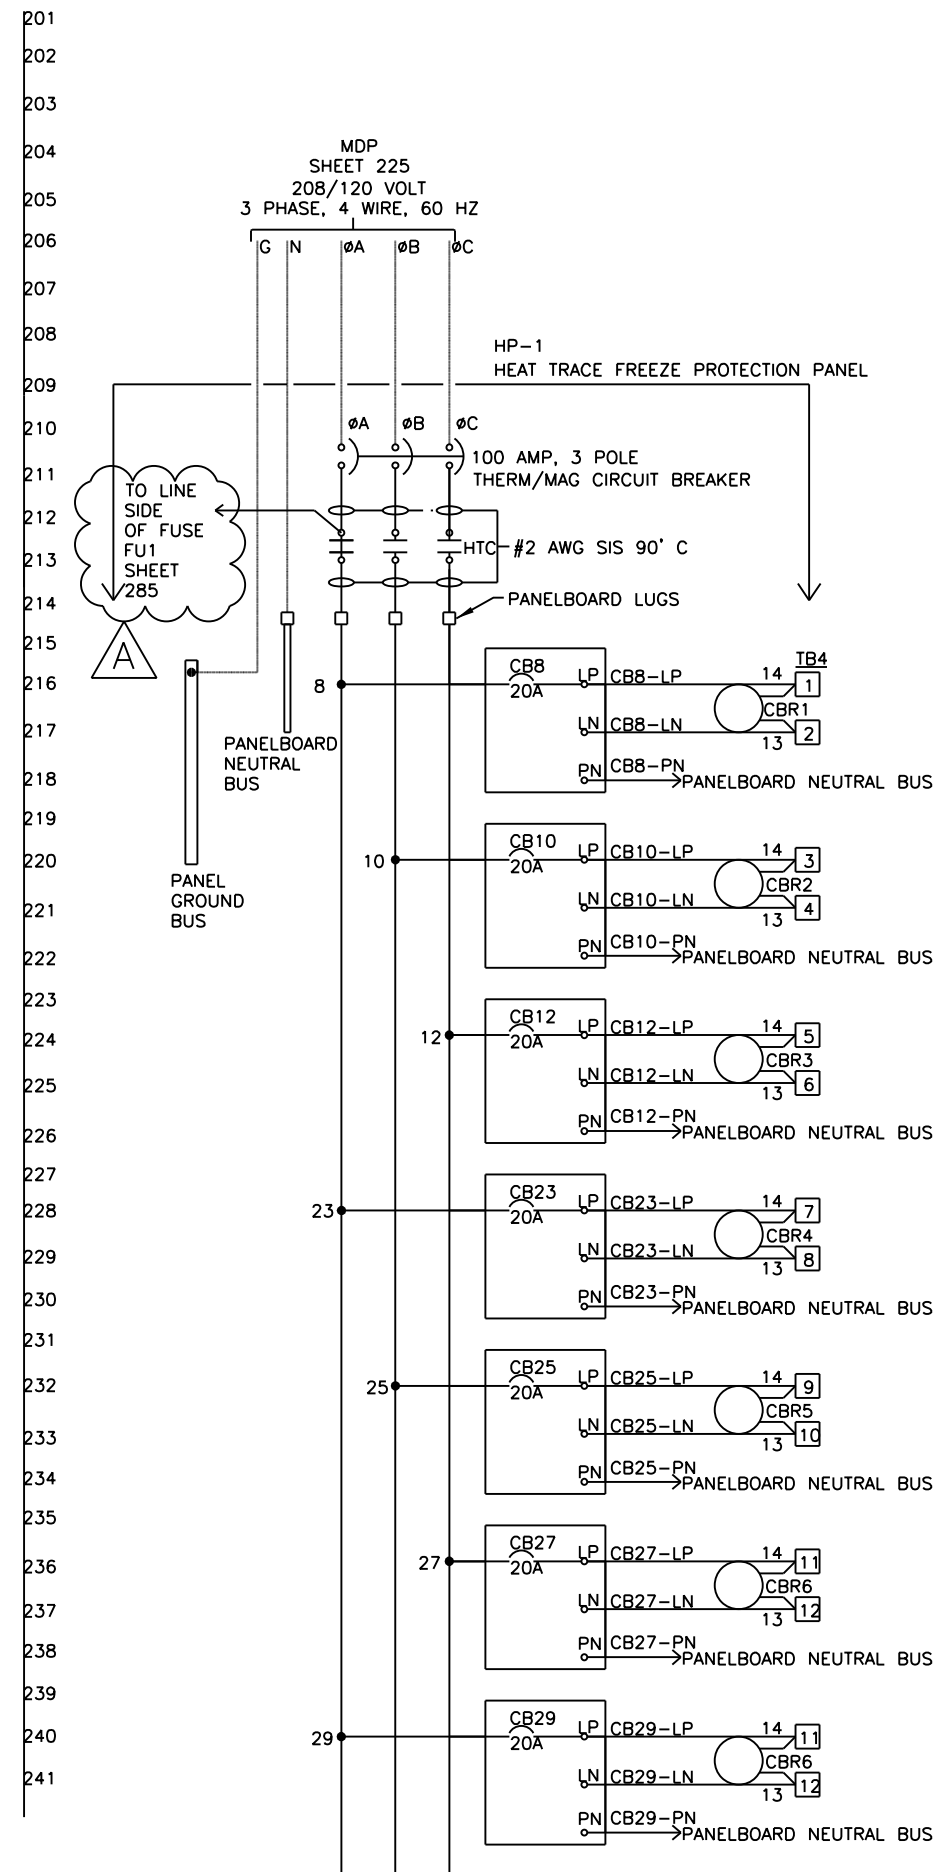 201
202
203
204
205
206
207
208
209
210
211
212
213
214
215
216
217
218
219
220
221
222
223
224
225
226
227
228
229
230
231
232
233
234
235
236
237
238
239
240
241
MDP
SHEET 225
208/120 VOLT
3 PHASE, 4 WIRE, 60 HZ
G N ØA ØB ØC
HP-1
HEAT TRACE FREEZE PROTECTION PANEL
ØA ØB ØC
100 AMP, 3 POLE
THERM/MAG CIRCUIT BREAKER
TO LINE
SIDE
OF FUSE
FU1
SHEET
285
A
HTC #2 AWG SIS 90° C
PANELBOARD LUGS
PANELBOARD
NEUTRAL
BUS
PANEL
GROUND
BUS
TB4
8 CB8 20A LP CB8-LP 14 1
CBR1
LN CB8-LN 13 2
PN CB8-PN PANELBOARD NEUTRAL BUS
10 CB10 20A LP CB10-LP 14 3
CBR2
LN CB10-LN 13 4
PN CB10-PN PANELBOARD NEUTRAL BUS
12 CB12 20A LP CB12-LP 14 5
CBR3
LN CB12-LN 13 6
PN CB12-PN PANELBOARD NEUTRAL BUS
23 CB23 20A LP CB23-LP 14 7
CBR4
LN CB23-LN 13 8
PN CB23-PN PANELBOARD NEUTRAL BUS
25 CB25 20A LP CB25-LP 14 9
CBR5
LN CB25-LN 13 10
PN CB25-PN PANELBOARD NEUTRAL BUS
27 CB27 20A LP CB27-LP 14 11
CBR6
LN CB27-LN 13 12
PN CB27-PN PANELBOARD NEUTRAL BUS
29 CB29 20A LP CB29-LP 14 11
CBR6
LN CB29-LN 13 12
PN CB29-PN PANELBOARD NEUTRAL BUS